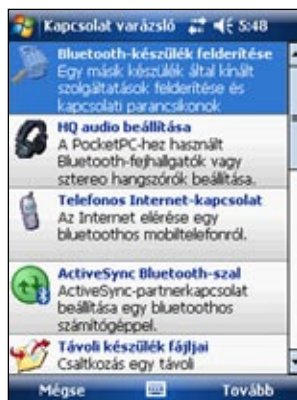 Kapcsolat varázsló 5:48
Bluetooth-készülék felderítése
Egy másik készülék által kínált
szolgáltatások felderítése és
kapcsolati parancsikonok
HQ audio beállítása
A PocketPC-hez használt
Bluetooth-fejhallgatók vagy
sztereo hangszórók beállítása.
Telefonos Internet-kapcsolat
Az Internet elérése egy
bluetoothos mobiltelefonról.
ActiveSync Bluetooth-szal
ActiveSync-partnerkapcsolat
beállítása egy bluetoothos
számítógéppel.
Távoli készülék fájljai
Csaltkozás egy távoli
Mégse Tovább